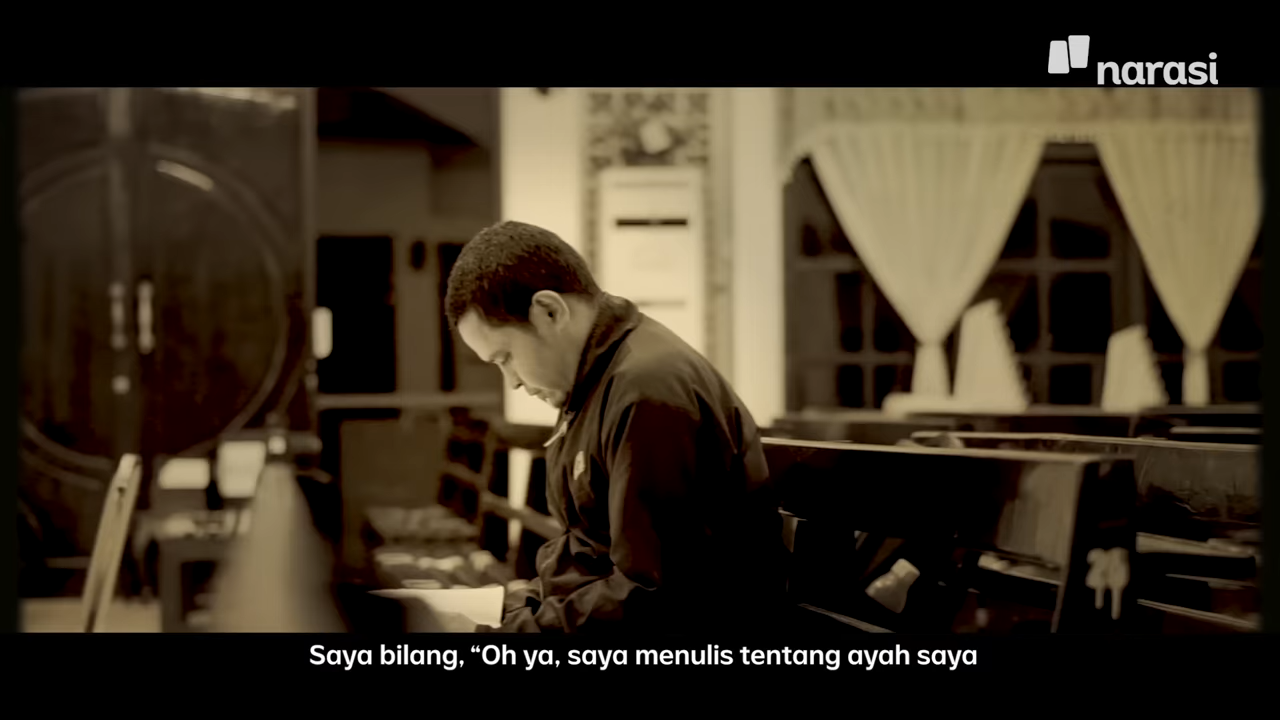 narasi
Saya bilang, “Oh ya, saya menulis tentang ayah saya